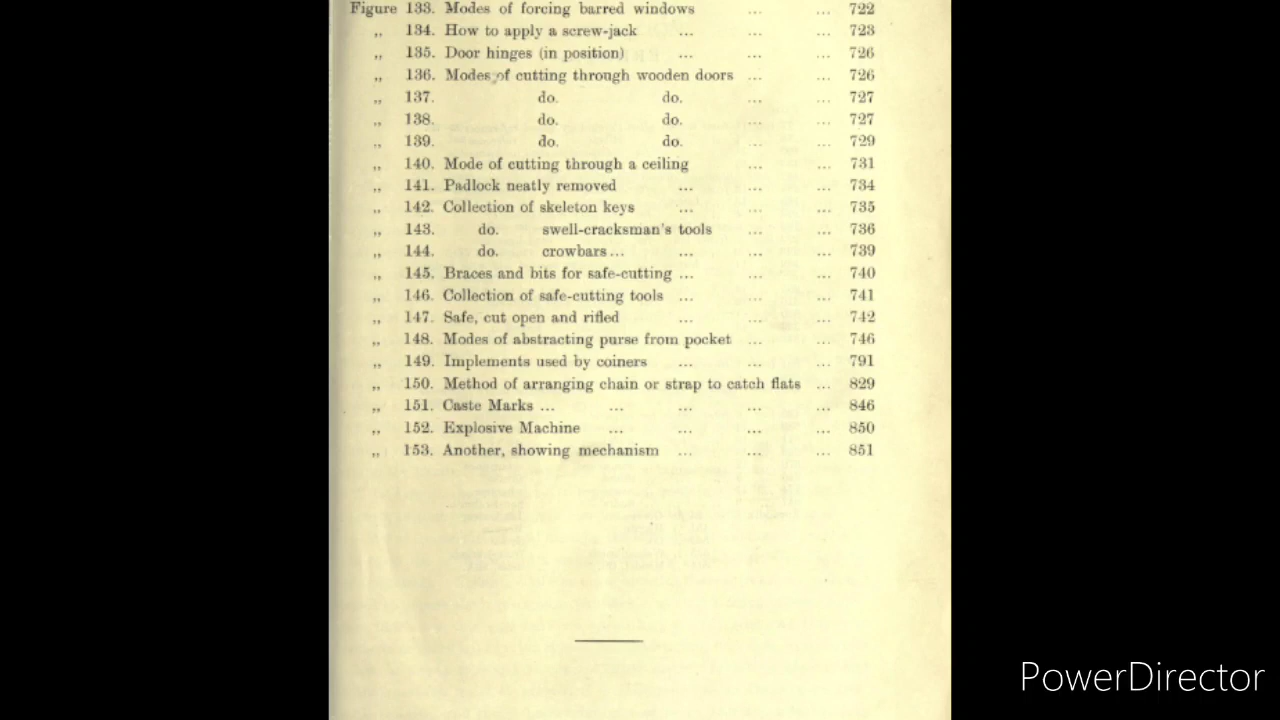 Figure 133. Modes of forcing barred windows ... ... 722
„ 134. How to apply a screw-jack ... ... ... 723
„ 135. Door hinges (in position) ... ... ... 726
„ 136. Modes of cutting through wooden doors ... ... 726
„ 137. do. do. ... ... 727
„ 138. do. do. ... ... 727
„ 139. do. do. ... ... 729
„ 140. Mode of cutting through a ceiling ... ... 731
„ 141. Padlock neatly removed ... ... ... 734
„ 142. Collection of skeleton keys ... ... ... 735
„ 143. do. swell-cracksman's tools ... ... 736
„ 144. do. crowbars ... ... ... ... 739
„ 145. Braces and bits for safe-cutting ... ... ... 740
„ 146. Collection of safe-cutting tools ... ... ... 741
„ 147. Safe, cut open and rifled ... ... ... 742
„ 148. Modes of abstracting purse from pocket ... ... 746
„ 149. Implements used by coiners ... ... ... 791
„ 150. Method of arranging chain or strap to catch flats ... 829
„ 151. Caste Marks ... ... ... ... ... 846
„ 152. Explosive Machine ... ... ... ... 850
„ 153. Another, showing mechanism ... ... ... 851
PowerDirector